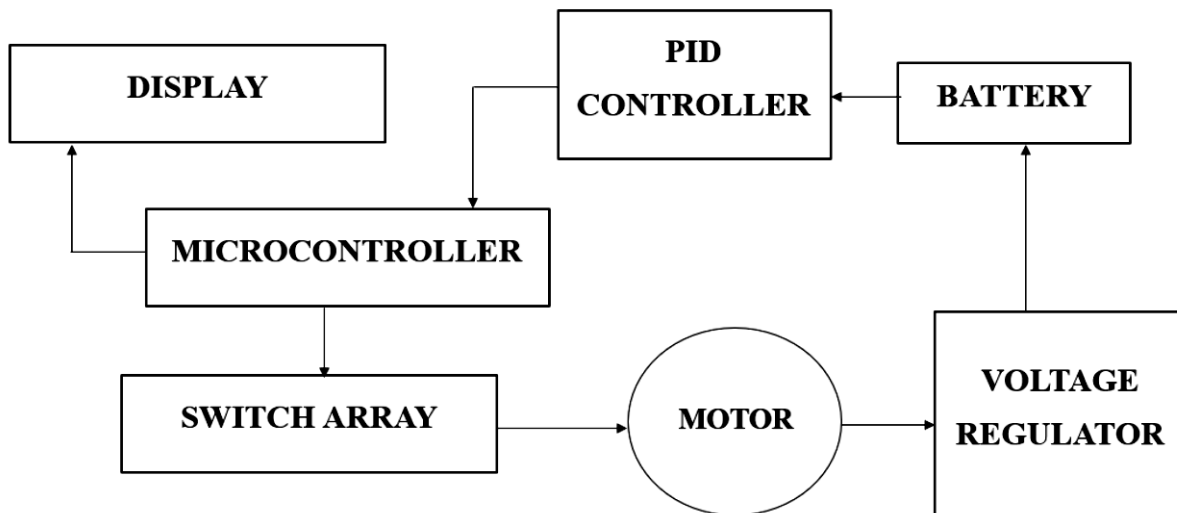 PID
CONTROLLER
DISPLAY
BATTERY
MICROCONTROLLER
SWITCH ARRAY
MOTOR
VOLTAGE
REGULATOR